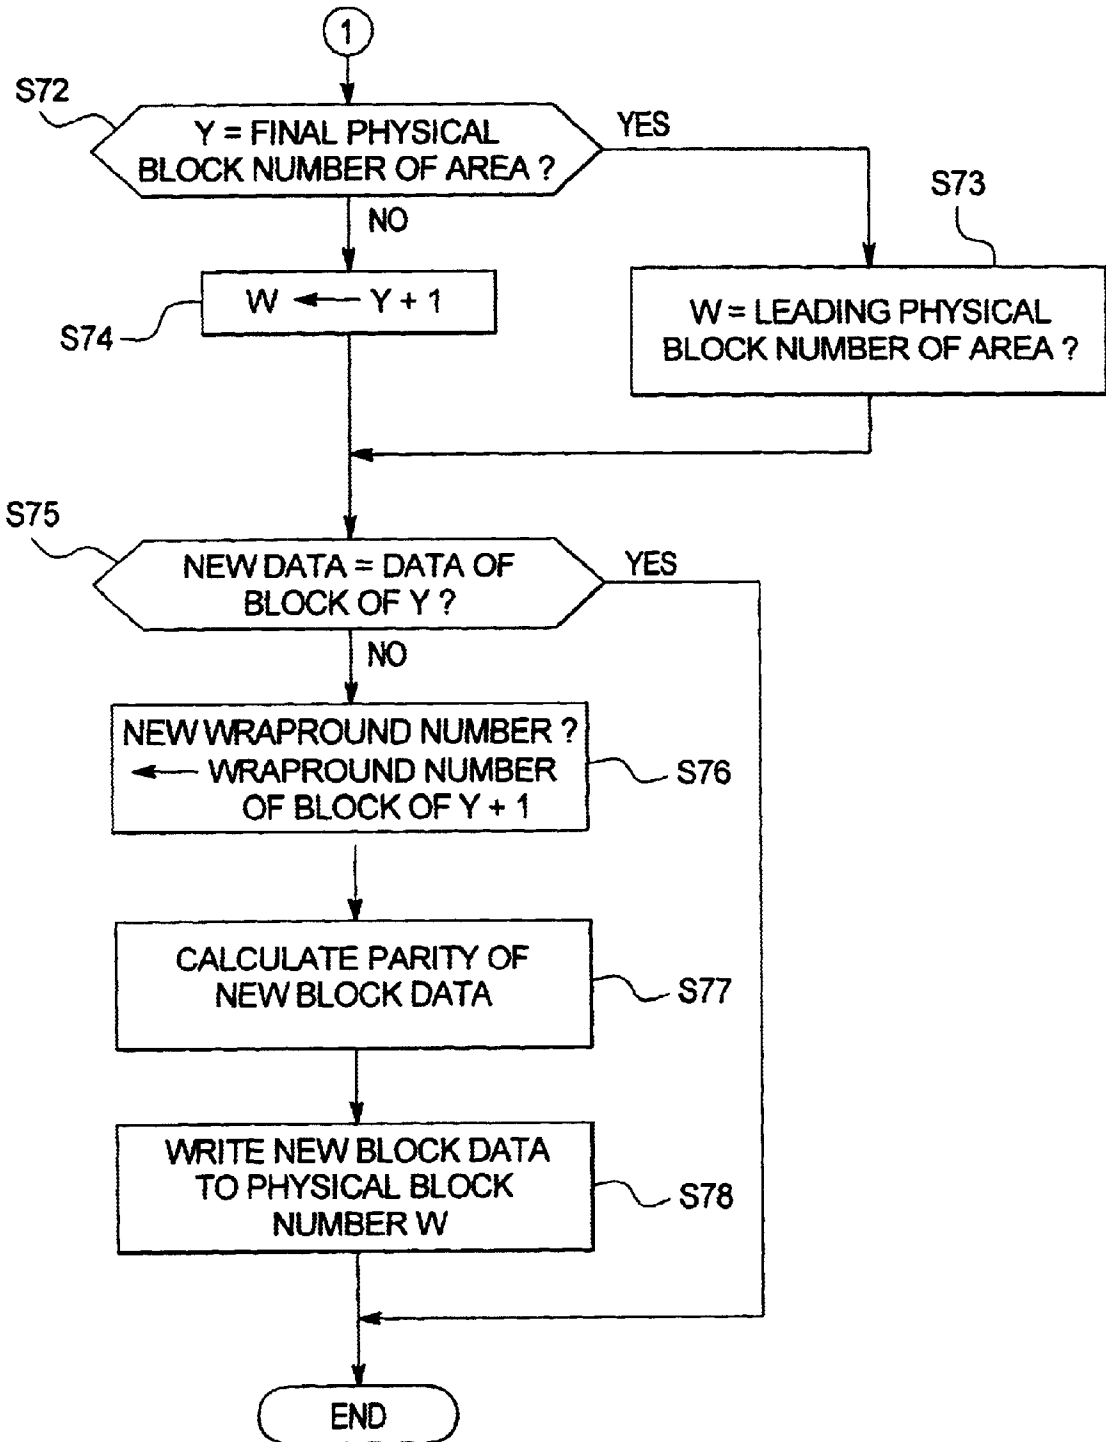 1
S72
Y = FINAL PHYSICAL
BLOCK NUMBER OF AREA ?
YES
NO
S73
W ← Y + 1
S74
W = LEADING PHYSICAL
BLOCK NUMBER OF AREA ?
S75
NEW DATA = DATA OF
BLOCK OF Y ?
YES
NO
NEW WRAPROUND NUMBER ?
← WRAPROUND NUMBER
OF BLOCK OF Y + 1
S76
CALCULATE PARITY OF
NEW BLOCK DATA
S77
WRITE NEW BLOCK DATA
TO PHYSICAL BLOCK
NUMBER W
S78
END